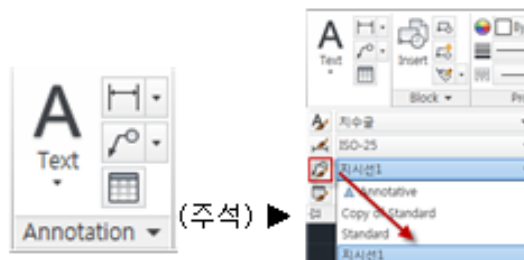 A
Text
Annotation
(주석) ▶
A
Text
Insert
Block
치수글
ISO-25
지시선1
Annotative
Copy of Standard
Standard
지시선1